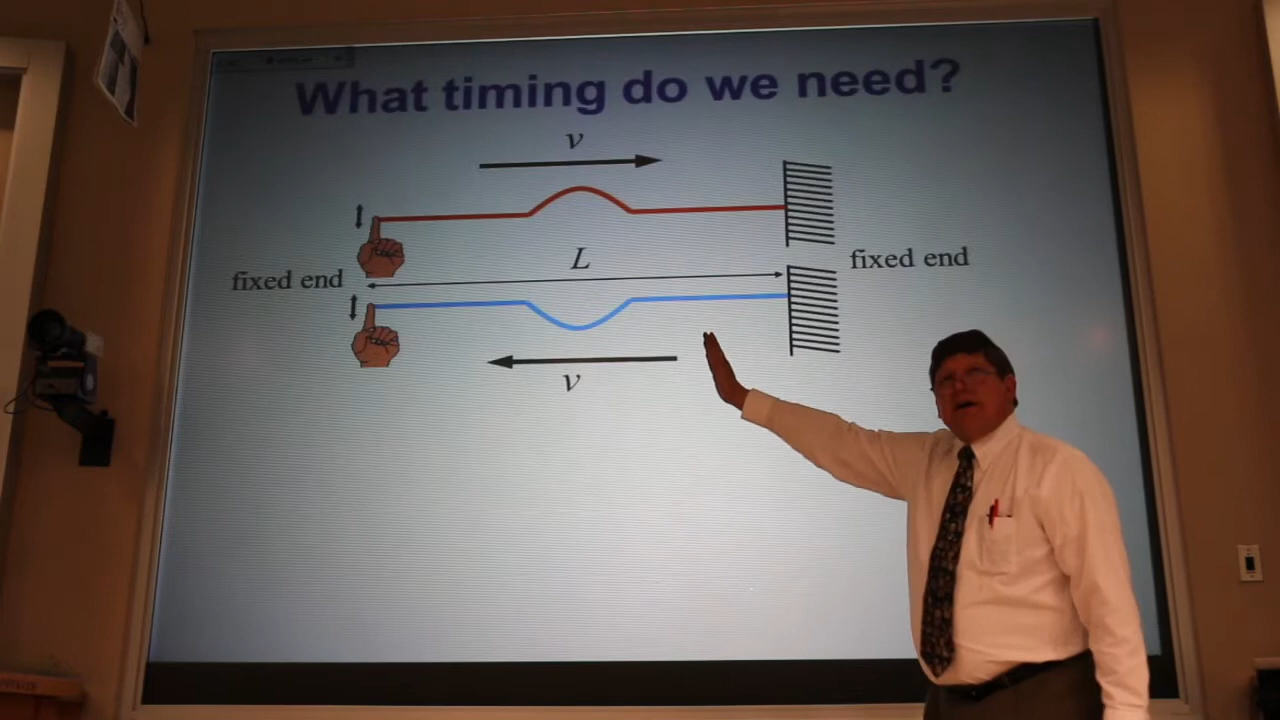 What timing do we need?
v
L
fixed end
fixed end
v